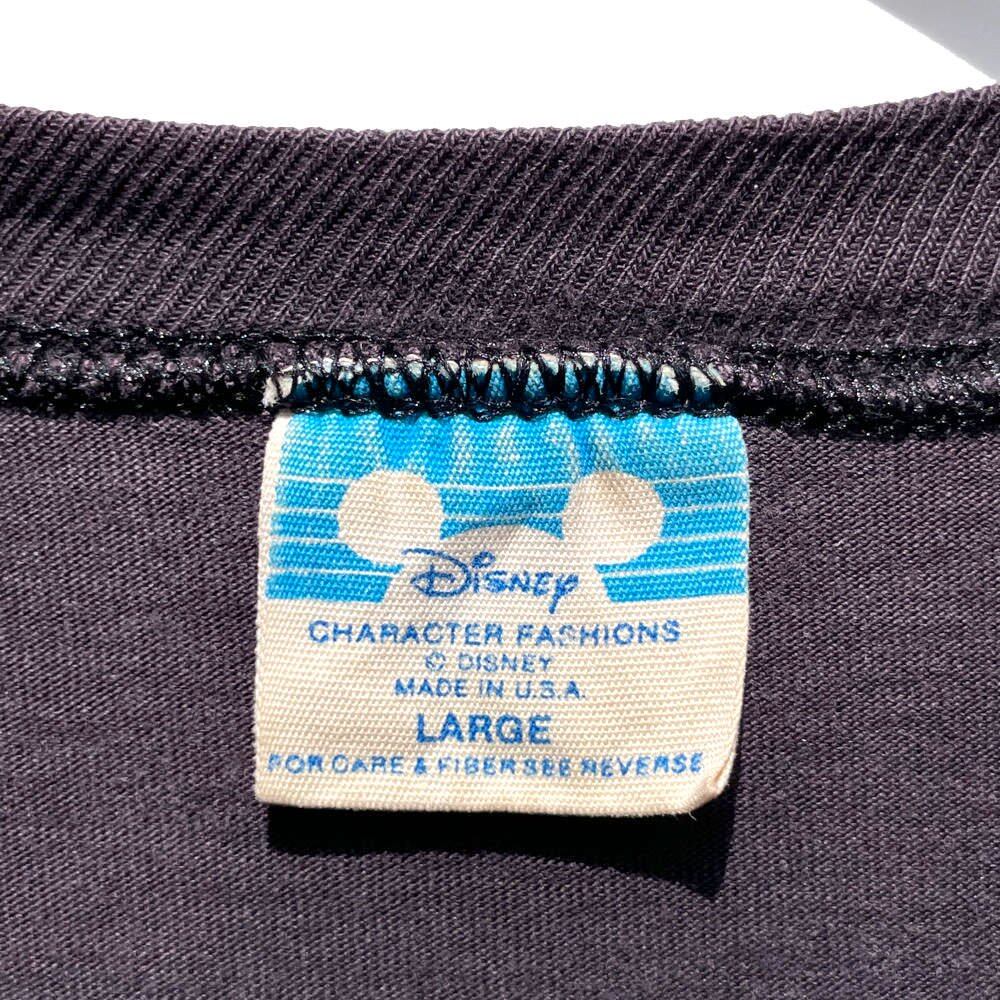 Disney
CHARACTER FASHIONS
© DISNEY
MADE IN U.S.A.
LARGE
FOR CARE & FIBER SEE REVERSE